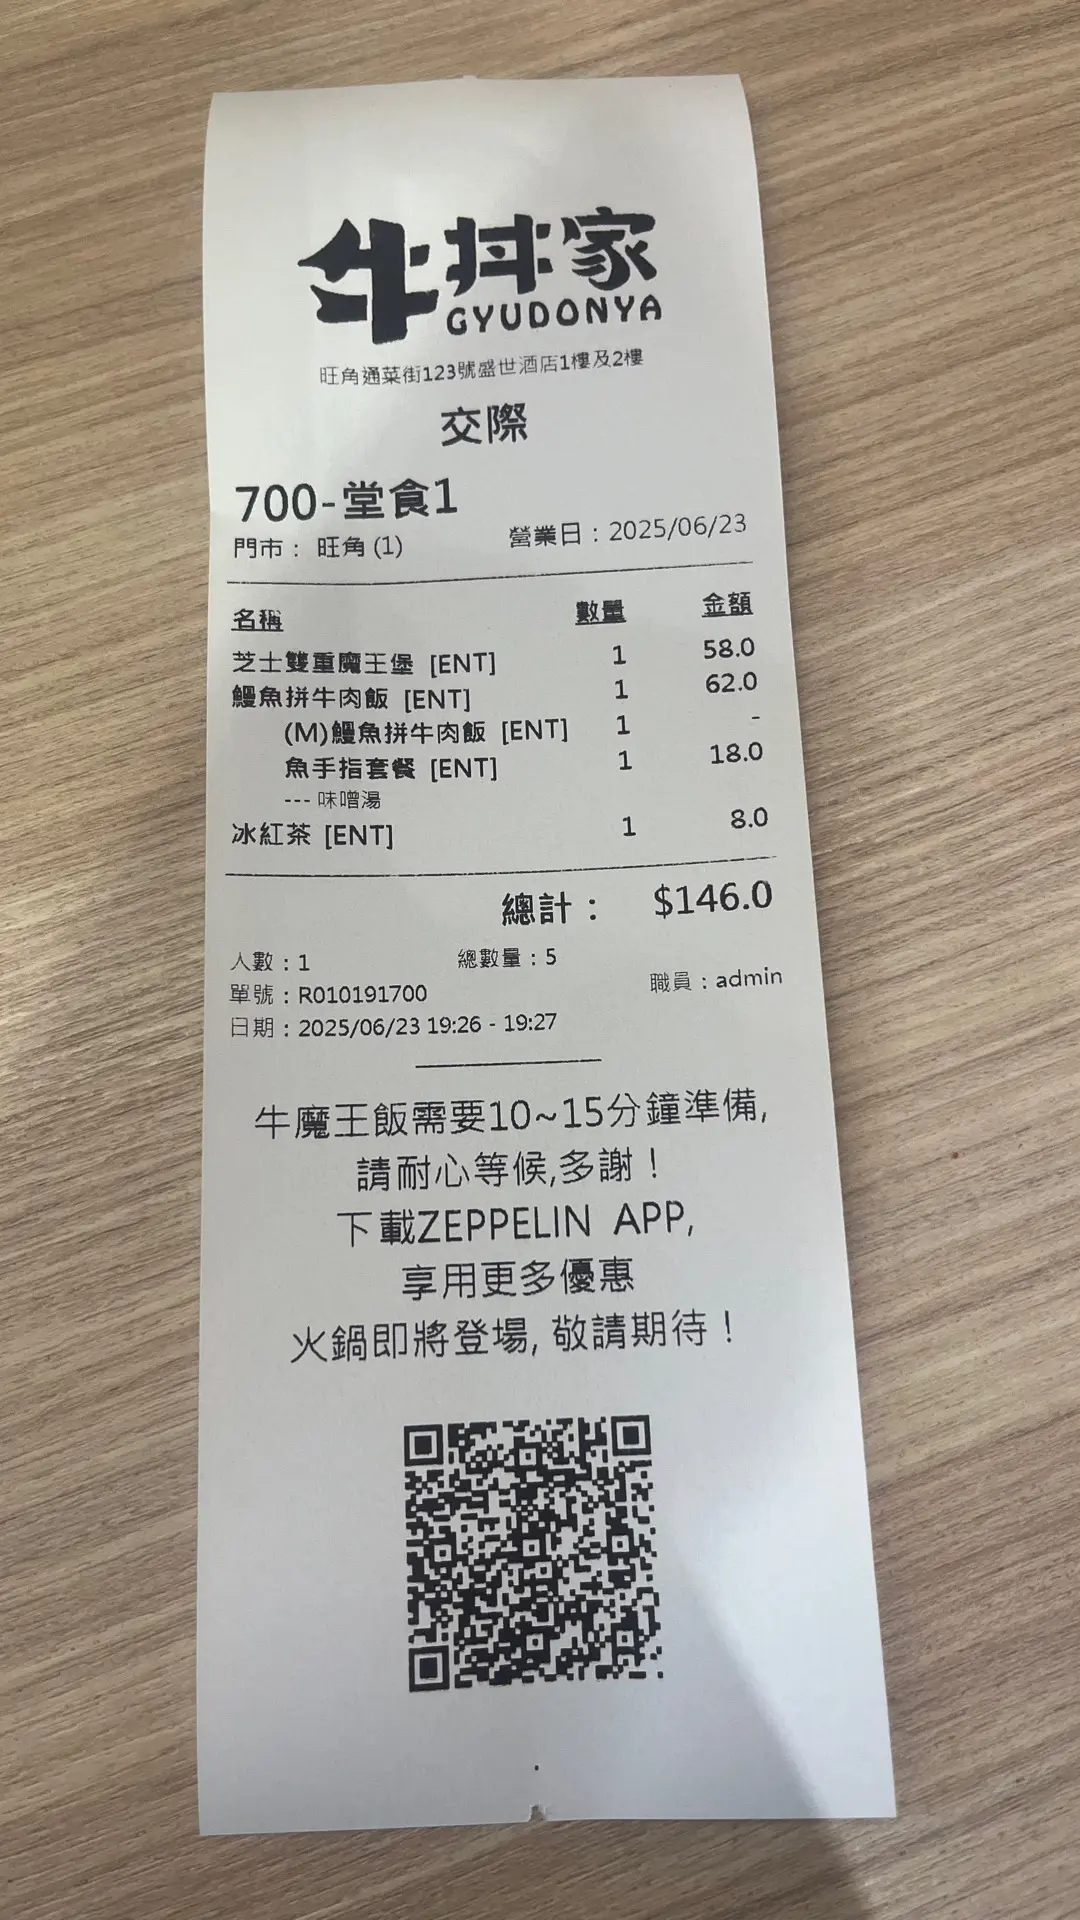 牛丼家
GYUDONYA
旺角通菜街123號盛世酒店1樓及2樓
交際
700-堂食1
門市： 旺角 (1) 營業日：2025/06/23
名稱 數量 金額
芝士雙重魔王堡 [ENT] 1 58.0
鰻魚拼牛肉飯 [ENT] 1 62.0
(M)鰻魚拼牛肉飯 [ENT] 1 -
魚手指套餐 [ENT] 1 18.0
--- 味噌湯
冰紅茶 [ENT] 1 8.0
總計： $146.0
人數：1 總數量：5
單號：R010191700 職員：admin
日期：2025/06/23 19:26 - 19:27
牛魔王飯需要10~15分鐘準備,
請耐心等候,多謝！
下載ZEPPELIN APP,
享用更多優惠
火鍋即將登場, 敬請期待！